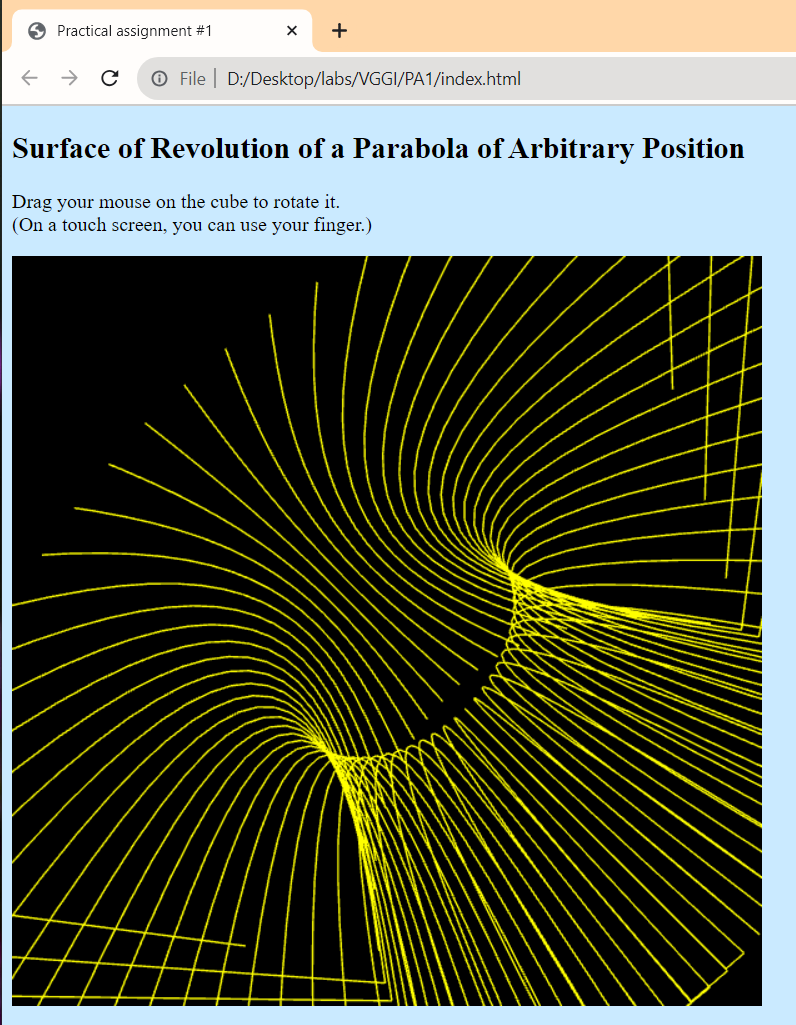 Practical assignment #1
File | D:/Desktop/labs/VGGI/PA1/index.html
Surface of Revolution of a Parabola of Arbitrary Position
Drag your mouse on the cube to rotate it.
(On a touch screen, you can use your finger.)